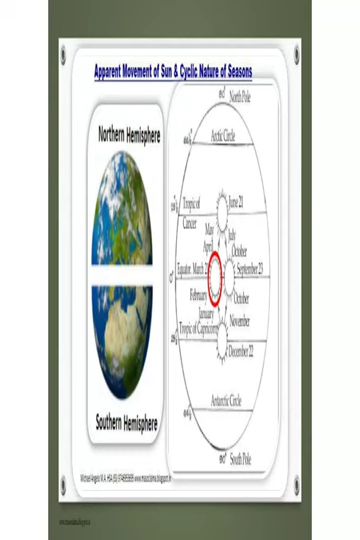 Apparent Movement of Sun & Cyclic Nature of Seasons
Northern Hemisphere
Southern Hemisphere
North Pole
Arctic Circle
Tropic of
Cancer
June 21
May
July
April
October
Equator, March 2
September 23
February
October
January
November
Tropic of Capricorn
December 22
Antarctic Circle
South Pole